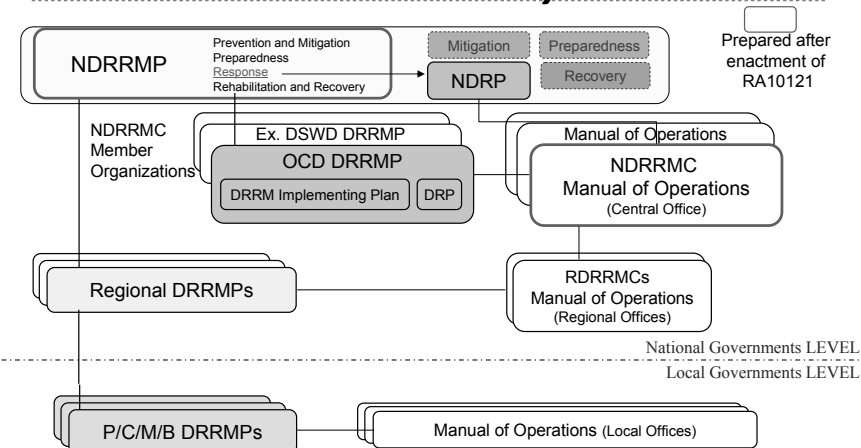 Prepared after
enactment of
RA10121
NDRRMP
Prevention and Mitigation
Preparedness
Response
Rehabilitation and Recovery
Mitigation
Preparedness
NDRP
Recovery
NDRRMC
Member
Organizations
Ex. DSWD DRRMP
OCD DRRMP
DRRM Implementing Plan
DRP
Manual of Operations
NDRRMC
Manual of Operations
(Central Office)
Regional DRRMPs
RDRRMCs
Manual of Operations
(Regional Offices)
National Governments LEVEL
Local Governments LEVEL
P/C/M/B DRRMPs
Manual of Operations (Local Offices)